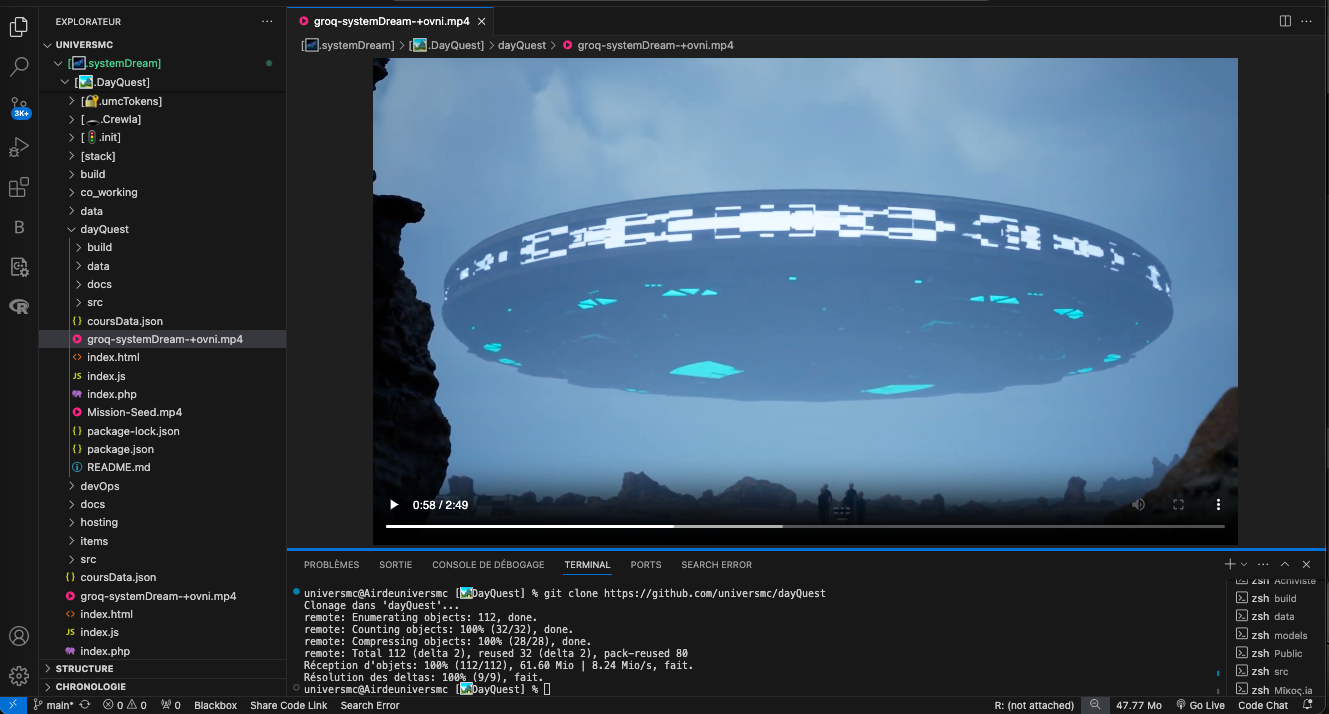 EXPLORATEUR
groq-systemDream-+ovni.mp4
[.systemDream] > [.DayQuest] > dayQuest > groq-systemDream-+ovni.mp4
UNIVERSMC
[.systemDream]
[.DayQuest]
[.umcTokens]
[.Crewla]
[.init]
[stack]
build
co_working
data
dayQuest
build
data
docs
src
{} coursData.json
groq-systemDream-+ovni.mp4
<> index.html
JS index.js
index.php
Mission-Seed.mp4
{} package-lock.json
{} package.json
README.md
devOps
docs
hosting
items
src
{} coursData.json
groq-systemDream-+ovni.mp4
<> index.html
JS index.js
index.php
STRUCTURE
CHRONOLOGIE
3K+
B
R
0:58 / 2:49
PROBLÈMES SORTIE CONSOLE DE DÉBOGAGE TERMINAL PORTS SEARCH ERROR
universmc@Airdeuniversmc [DayQuest] % git clone https://github.com/universmc/dayQuest
Clonage dans 'dayQuest'...
remote: Enumerating objects: 112, done.
remote: Counting objects: 100% (32/32), done.
remote: Compressing objects: 100% (28/28), done.
remote: Total 112 (delta 2), reused 32 (delta 2), pack-reused 80
Réception d'objets: 100% (112/112), 61.60 Mio | 8.24 Mio/s, fait.
Résolution des deltas: 100% (9/9), fait.
universmc@Airdeuniversmc [DayQuest] %
zsh Achiviste
zsh build
zsh data
zsh models
zsh Public
zsh src
zsh Mīkoς.ia
main* 0 0 0 Blackbox Share Code Link Search Error R: (not attached) 47.77 Mo Go Live Code Chat